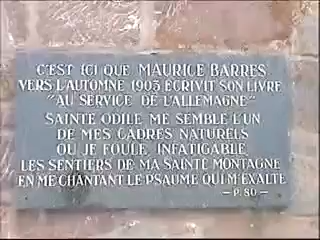 C'EST ICI QUE MAURICE BARRES
VERS L'AUTOMNE 1903 ECRIVIT SON LIVRE
"AU SERVICE DE L'ALLEMAGNE"
SAINTE ODILE ME SEMBLE L'UN
DE MES CADRES NATURELS
OU JE FOULE, INFATIGABLE,
LES SENTIERS DE MA SAINTE MONTAGNE
EN ME CHANTANT LE PSAUME QUI M'EXALTE
- P. 80 -